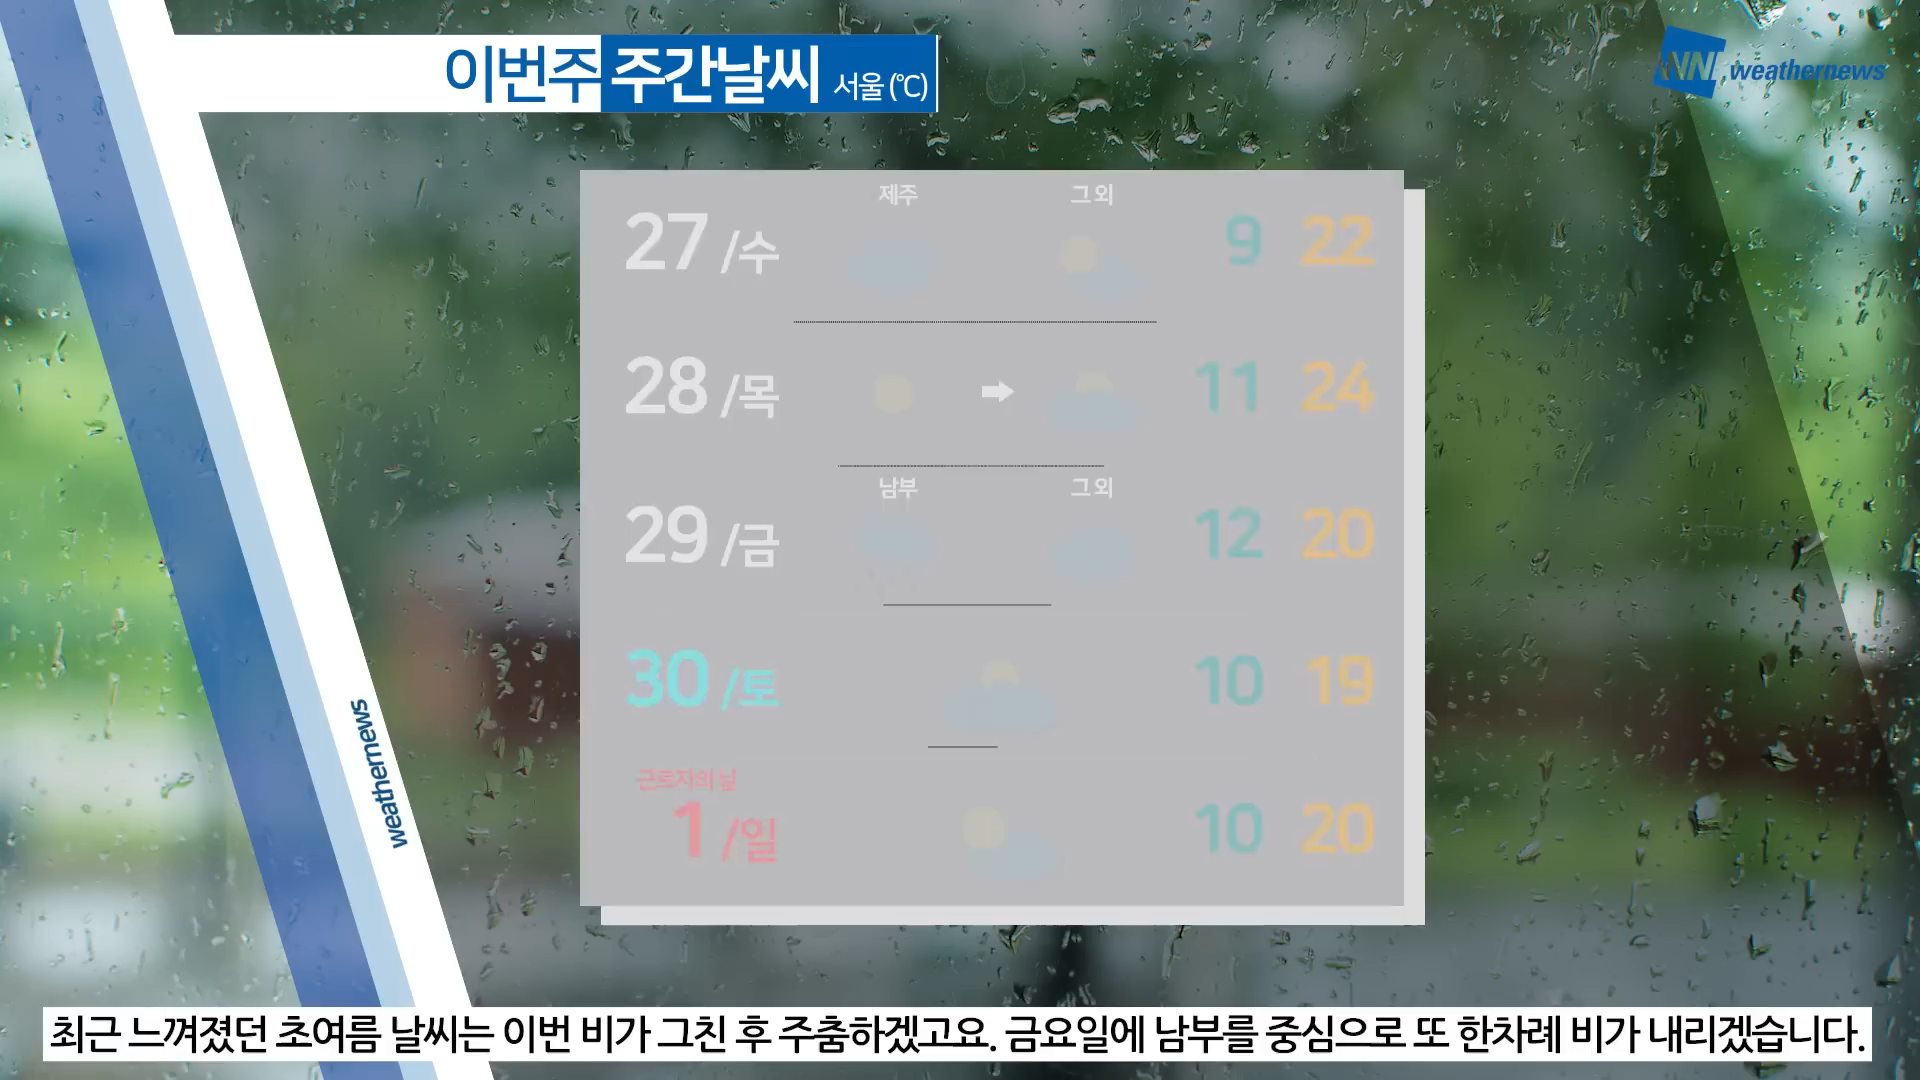 이번주 주간날씨 서울 (℃)
weathernews
제주 그 외
27 /수 9 22
28 /목 11 24
남부 그 외
29 /금 12 20
30 /토 10 19
근로자의 날
1 /일 10 20
weathernews
최근 느껴졌던 초여름 날씨는 이번 비가 그친 후 주춤하겠고요. 금요일에 남부를 중심으로 또 한차례 비가 내리겠습니다.